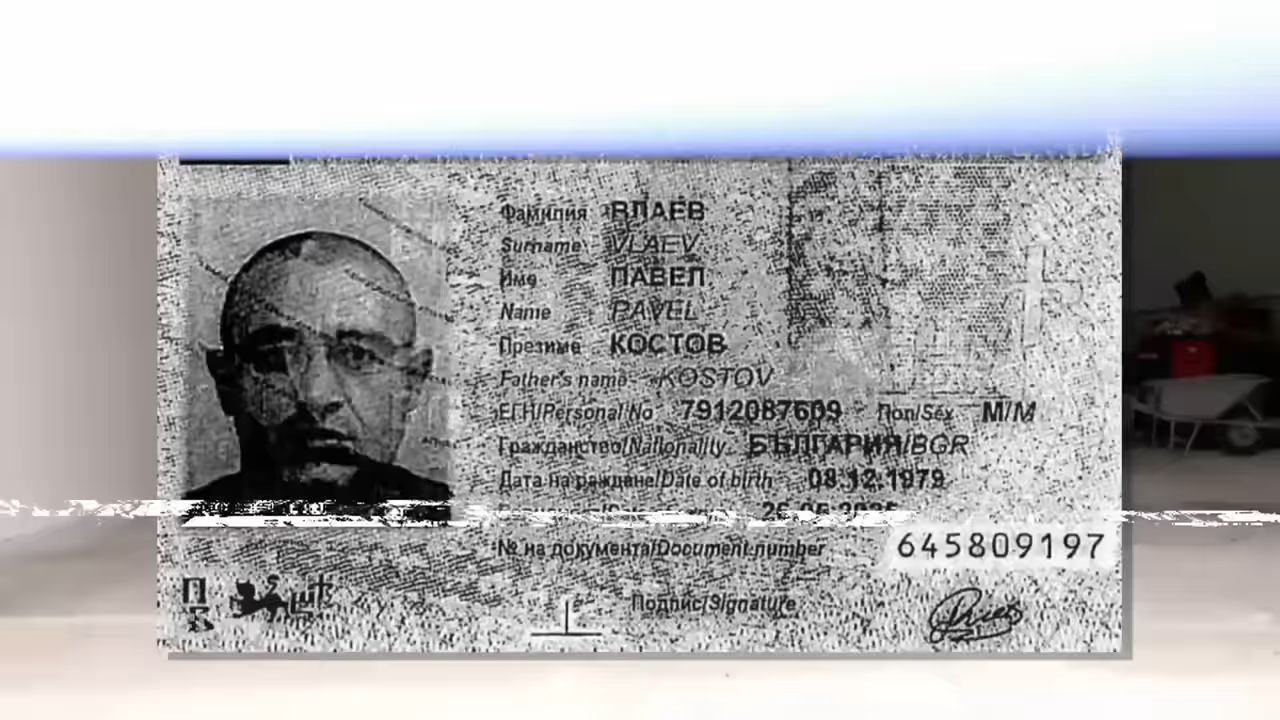 Фамилия ВЛАЕВ
Surname VLAEV
Име ПАВЕЛ
Name PAVEL
Презиме КОСТОВ
Father's name KOSTOV
ЕГН/Personal No 7912087609 Пол/Sex М/M
Гражданство/Nationality БЪЛГАРИЯ/BGR
Дата на раждане/Date of birth 08.12.1979
№ на документа/Document number 645809197
Подпис/Signature